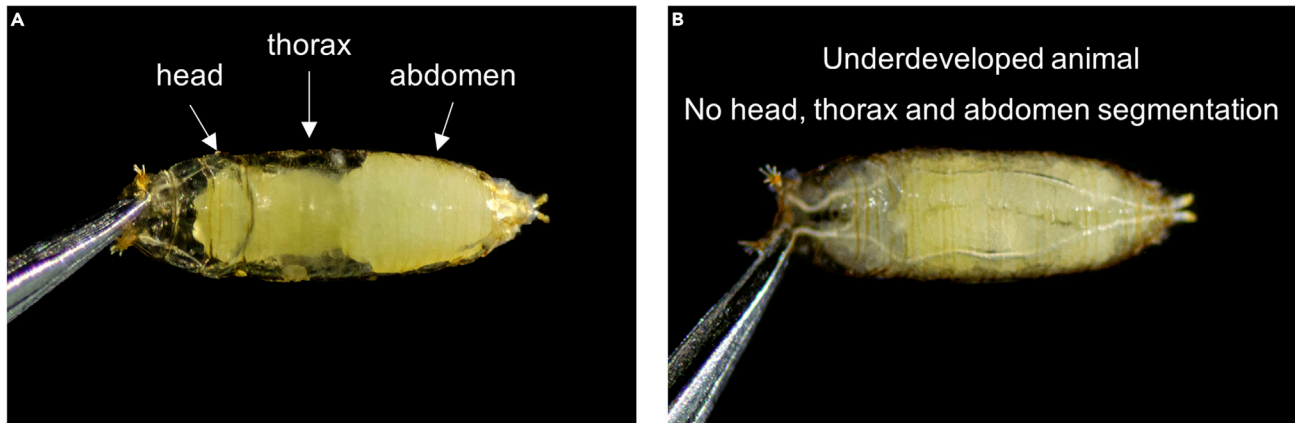 A
thorax
head
abdomen
B
Underdeveloped animal
No head, thorax and abdomen segmentation